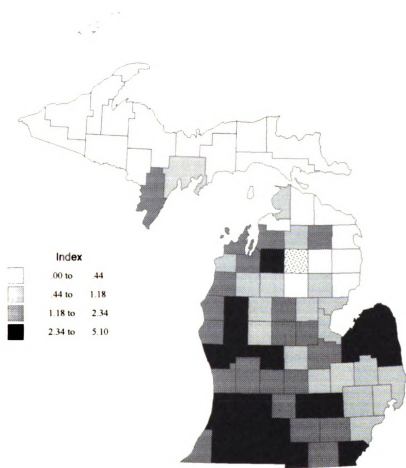 Index
.00 to .44
.44 to 1.18
1.18 to 2.34
2.34 to 5.10